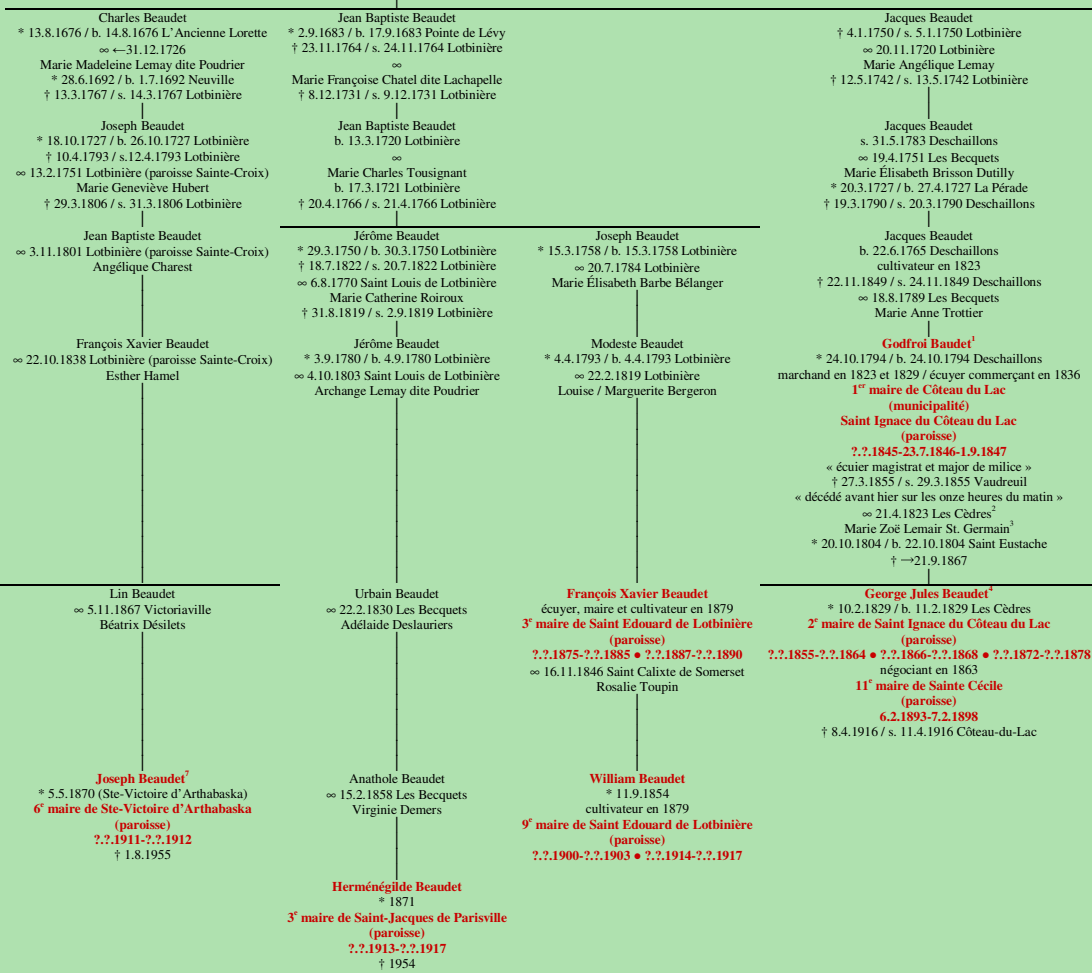 Charles Beaudet
* 13.8.1676 / b. 14.8.1676 L'Ancienne Lorette
∞ ←31.12.1726
Marie Madeleine Lemay dite Poudrier
* 28.6.1692 / b. 1.7.1692 Neuville
† 13.3.1767 / s. 14.3.1767 Lotbinière
Jean Baptiste Beaudet
* 2.9.1683 / b. 17.9.1683 Pointe de Lévy
† 23.11.1764 / s. 24.11.1764 Lotbinière
∞
Marie Françoise Chatel dite Lachapelle
† 8.12.1731 / s. 9.12.1731 Lotbinière
Jacques Beaudet
† 4.1.1750 / s. 5.1.1750 Lotbinière
∞ 20.11.1720 Lotbinière
Marie Angélique Lemay
† 12.5.1742 / s. 13.5.1742 Lotbinière
Joseph Beaudet
* 18.10.1727 / b. 26.10.1727 Lotbinière
† 10.4.1793 / s.12.4.1793 Lotbinière
∞ 13.2.1751 Lotbinière (paroisse Sainte-Croix)
Marie Geneviève Hubert
† 29.3.1806 / s. 31.3.1806 Lotbinière
Jean Baptiste Beaudet
b. 13.3.1720 Lotbinière
∞
Marie Charles Tousignant
b. 17.3.1721 Lotbinière
† 20.4.1766 / s. 21.4.1766 Lotbinière
Jacques Beaudet
s. 31.5.1783 Deschaillons
∞ 19.4.1751 Les Becquets
Marie Élisabeth Brisson Dutilly
* 20.3.1727 / b. 27.4.1727 La Pérade
† 19.3.1790 / s. 20.3.1790 Deschaillons
Jean Baptiste Beaudet
∞ 3.11.1801 Lotbinière (paroisse Sainte-Croix)
Angélique Charest
Jérôme Beaudet
* 29.3.1750 / b. 30.3.1750 Lotbinière
† 18.7.1822 / s. 20.7.1822 Lotbinière
∞ 6.8.1770 Saint Louis de Lotbinière
Marie Catherine Roiroux
† 31.8.1819 / s. 2.9.1819 Lotbinière
Joseph Beaudet
* 15.3.1758 / b. 15.3.1758 Lotbinière
∞ 20.7.1784 Lotbinière
Marie Élisabeth Barbe Bélanger
Jacques Beaudet
b. 22.6.1765 Deschaillons
cultivateur en 1823
† 22.11.1849 / s. 24.11.1849 Deschaillons
∞ 18.8.1789 Les Becquets
Marie Anne Trottier
François Xavier Beaudet
∞ 22.10.1838 Lotbinière (paroisse Sainte-Croix)
Esther Hamel
Jérôme Beaudet
* 3.9.1780 / b. 4.9.1780 Lotbinière
∞ 4.10.1803 Saint Louis de Lotbinière
Archange Lemay dite Poudrier
Modeste Beaudet
* 4.4.1793 / b. 4.4.1793 Lotbinière
∞ 22.2.1819 Lotbinière
Louise / Marguerite Bergeron
Godfroi Baudet¹
* 24.10.1794 / b. 24.10.1794 Deschaillons
marchand en 1823 et 1829 / écuyer commerçant en 1836
1er maire de Côteau du Lac
(municipalité)
Saint Ignace du Côteau du Lac
(paroisse)
?.?.1845-23.7.1846-1.9.1847
« écuier magistrat et major de milice »
† 27.3.1855 / s. 29.3.1855 Vaudreuil
« décédé avant hier sur les onze heures du matin »
∞ 21.4.1823 Les Cèdres²
Marie Zoë Lemair St. Germain³
* 20.10.1804 / b. 22.10.1804 Saint Eustache
† →21.9.1867
Lin Beaudet
∞ 5.11.1867 Victoriaville
Béatrix Désilets
Urbain Beaudet
∞ 22.2.1830 Les Becquets
Adélaide Deslauriers
François Xavier Beaudet
écuyer, maire et cultivateur en 1879
3e maire de Saint Edouard de Lotbinière
(paroisse)
?.?.1875-?.?.1885 ● ?.?.1887-?.?.1890
∞ 16.11.1846 Saint Calixte de Somerset
Rosalie Toupin
George Jules Beaudet⁴
* 10.2.1829 / b. 11.2.1829 Les Cèdres
2e maire de Saint Ignace du Côteau du Lac
(paroisse)
?.?.1855-?.?.1864 ● ?.?.1866-?.?.1868 ● ?.?.1872-?.?.1878
négociant en 1863
11e maire de Sainte Cécile
(paroisse)
6.2.1893-7.2.1898
† 8.4.1916 / s. 11.4.1916 Côteau-du-Lac
Joseph Beaudet⁷
* 5.5.1870 (Ste-Victoire d'Arthabaska)
6e maire de Ste-Victoire d'Arthabaska
(paroisse)
?.?.1911-?.?.1912
† 1.8.1955
Anathole Beaudet
∞ 15.2.1858 Les Becquets
Virginie Demers
William Beaudet
* 11.9.1854
cultivateur en 1879
9e maire de Saint Edouard de Lotbinière
(paroisse)
?.?.1900-?.?.1903 ● ?.?.1914-?.?.1917
Herménégilde Beaudet
* 1871
3e maire de Saint-Jacques de Parisville
(paroisse)
?.?.1913-?.?.1917
† 1954